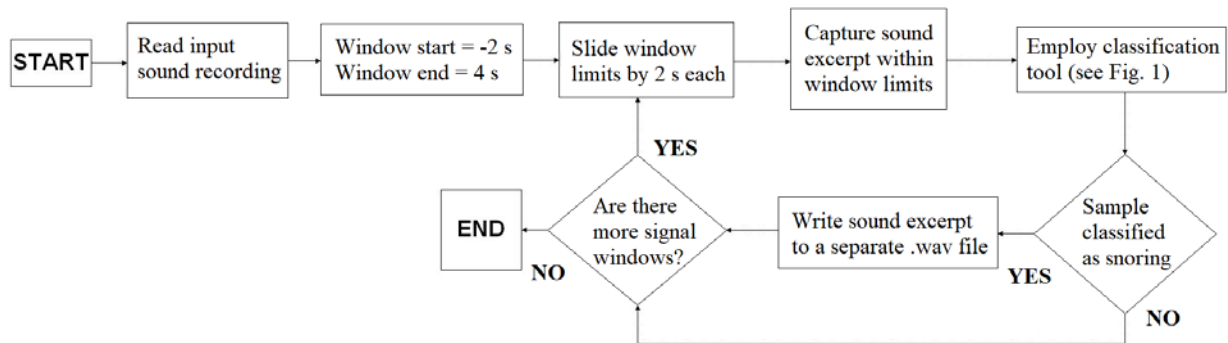 START
Read input
sound recording
Window start = -2 s
Window end = 4 s
Slide window
limits by 2 s each
Capture sound
excerpt within
window limits
Employ classification
tool (see Fig. 1)
Sample
classified
as snoring
YES
NO
Write sound excerpt
to a separate .wav file
Are there
more signal
windows?
YES
NO
END